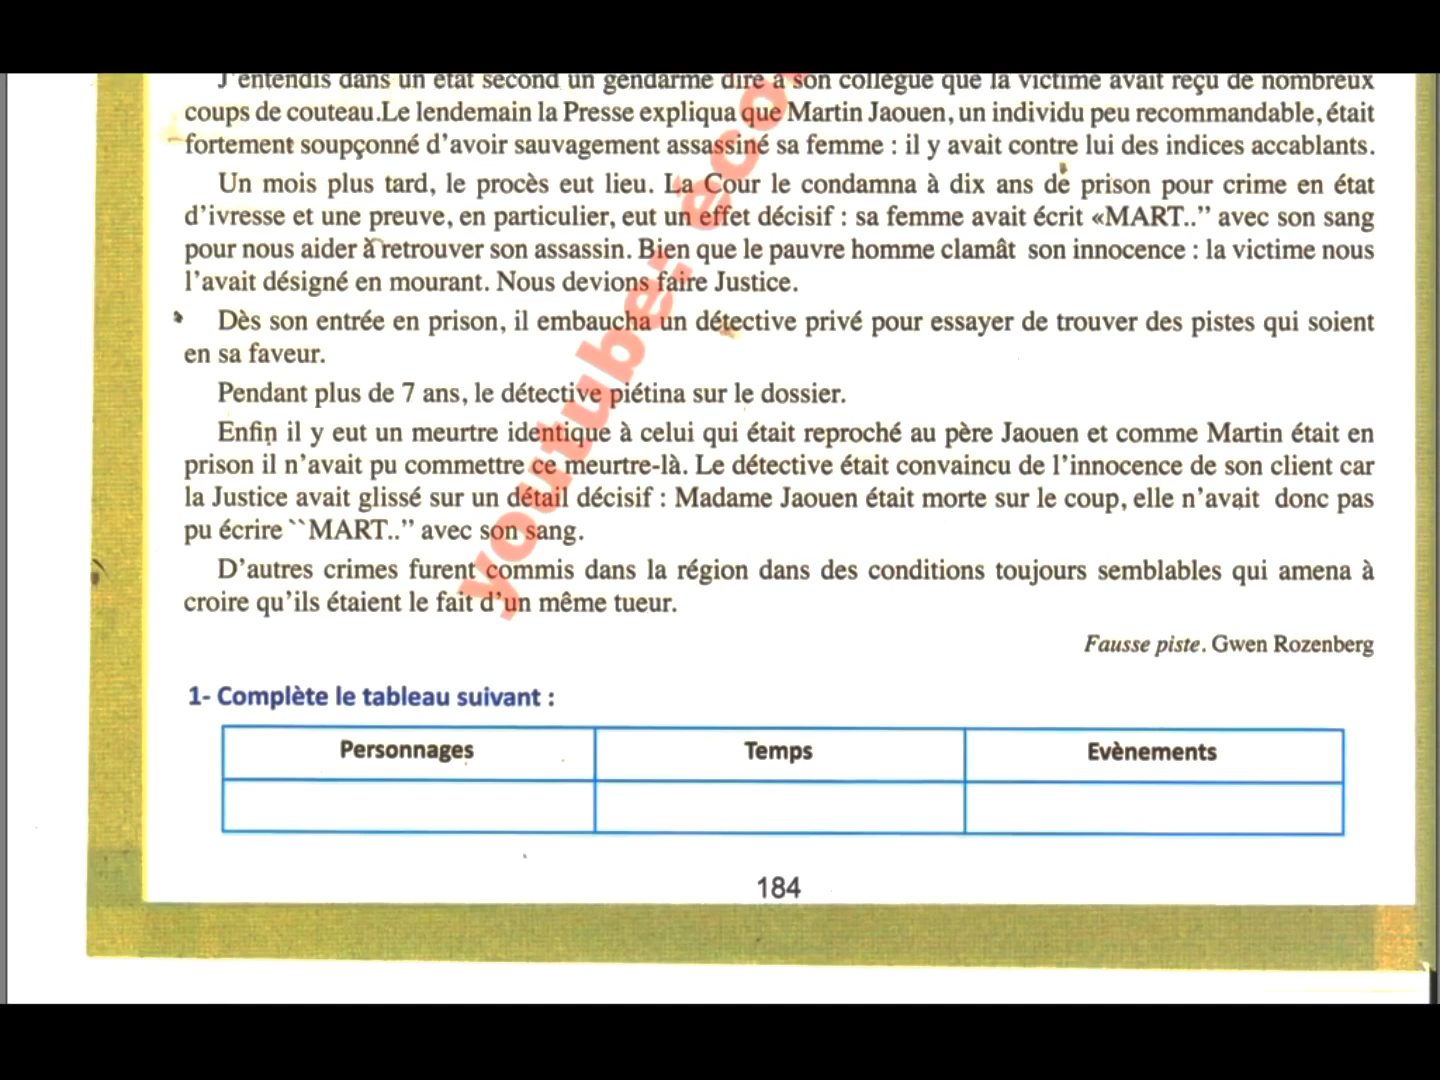 J'entendis dans un état second un gendarme dire à son collègue que la victime avait reçu de nombreux
coups de couteau.Le lendemain la Presse expliqua que Martin Jaouen, un individu peu recommandable, était
fortement soupçonné d'avoir sauvagement assassiné sa femme : il y avait contre lui des indices accablants.
Un mois plus tard, le procès eut lieu. La Cour le condamna à dix ans de prison pour crime en état
d'ivresse et une preuve, en particulier, eut un effet décisif : sa femme avait écrit «MART..” avec son sang
pour nous aider à retrouver son assassin. Bien que le pauvre homme clamât son innocence : la victime nous
l'avait désigné en mourant. Nous devions faire Justice.
Dès son entrée en prison, il embaucha un détective privé pour essayer de trouver des pistes qui soient
en sa faveur.
Pendant plus de 7 ans, le détective piétina sur le dossier.
Enfin il y eut un meurtre identique à celui qui était reproché au père Jaouen et comme Martin était en
prison il n'avait pu commettre ce meurtre-là. Le détective était convaincu de l'innocence de son client car
la Justice avait glissé sur un détail décisif : Madame Jaouen était morte sur le coup, elle n'avait donc pas
pu écrire ``MART..” avec son sang.
D'autres crimes furent commis dans la région dans des conditions toujours semblables qui amena à
croire qu'ils étaient le fait d'un même tueur.
Fausse piste. Gwen Rozenberg
youtube: éco
1- Complète le tableau suivant :
Personnages Temps Evènements
184